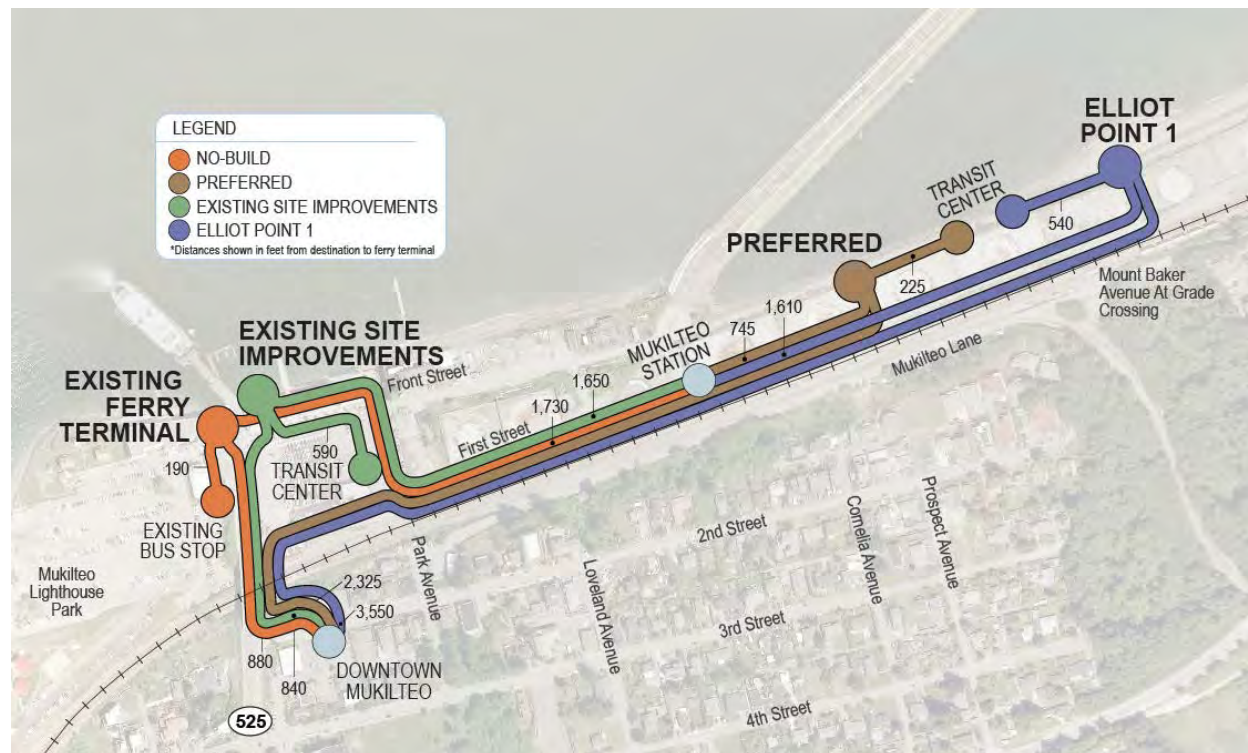 LEGEND
NO-BUILD
PREFERRED
EXISTING SITE IMPROVEMENTS
ELLIOT POINT 1
*Distances shown in feet from destination to ferry terminal
ELLIOT
POINT 1
TRANSIT
CENTER
540
PREFERRED
225
Mount Baker
Avenue At Grade
Crossing
1,610
745
MUKILTEO
STATION
Mukilteo Lane
EXISTING SITE
IMPROVEMENTS
Front Street
EXISTING
FERRY
TERMINAL
1,650
1,730
First Street
590
TRANSIT
CENTER
190
EXISTING
BUS STOP
Mukilteo
Lighthouse
Park
Park Avenue
2nd Street
Cornelia Avenue
Prospect Avenue
Loveland Avenue
2,325
3,550
3rd Street
880
840
DOWNTOWN
MUKILTEO
525
4th Street